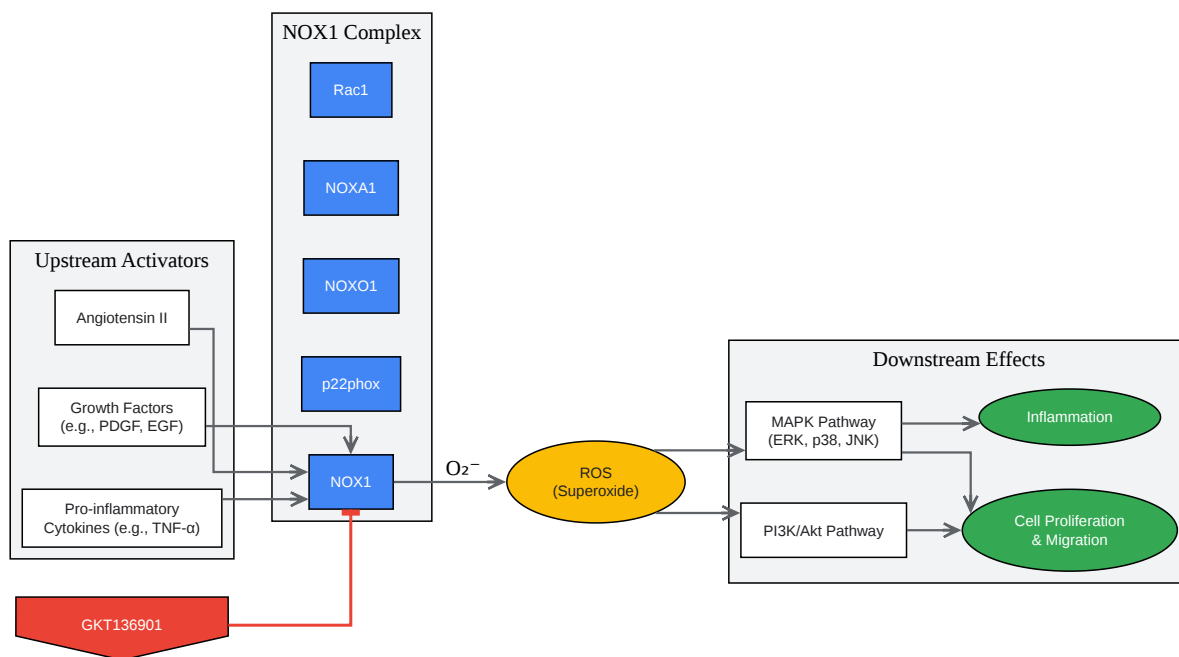 NOX1 Complex
Rac1
NOXA1
NOXO1
p22phox
NOX1
Upstream Activators
Angiotensin II
Growth Factors
(e.g., PDGF, EGF)
Pro-inflammatory
Cytokines (e.g., TNF-α)
GKT136901
O₂⁻
ROS
(Superoxide)
Downstream Effects
MAPK Pathway
(ERK, p38, JNK)
Inflammation
PI3K/Akt Pathway
Cell Proliferation
& Migration